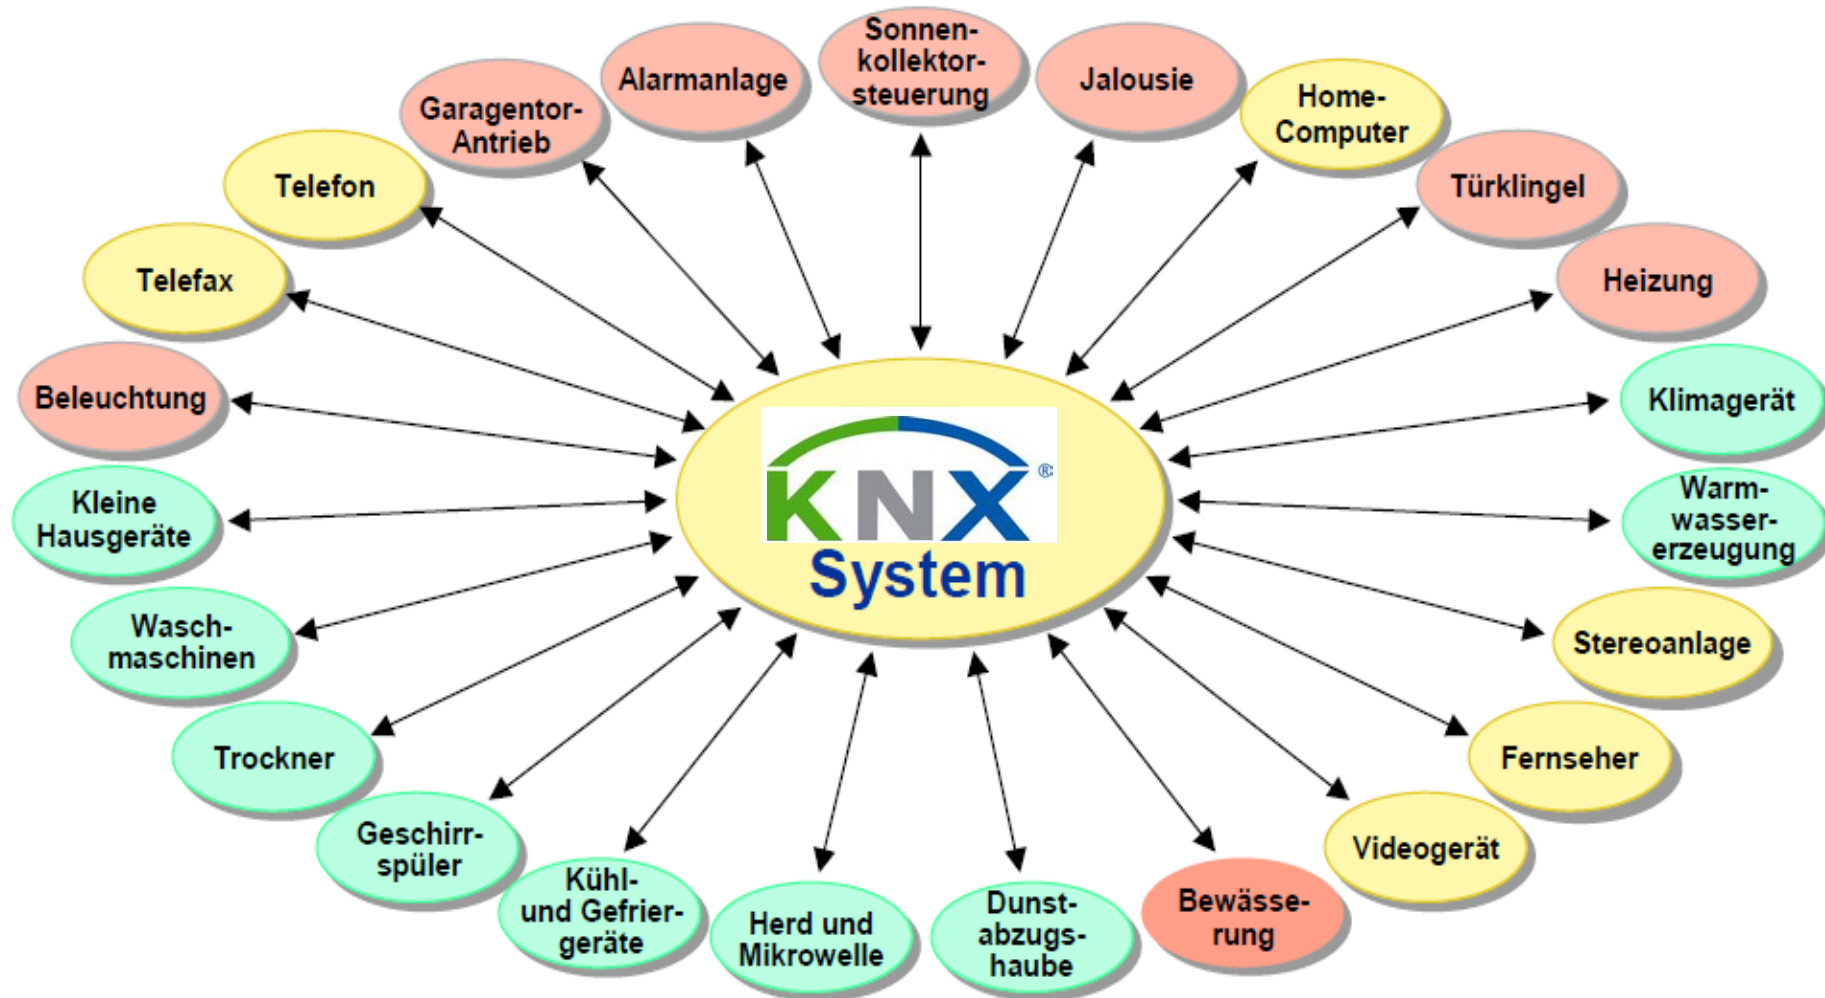 Sonnen-
kollektor-
steuerung
Alarmanlage
Jalousie
Garagentor-
Antrieb
Home-
Computer
Telefon
Türklingel
Telefax
Heizung
Beleuchtung
Klimagerät
KNX®
System
Kleine
Hausgeräte
Warm-
wasser-
erzeugung
Wasch-
maschinen
Stereoanlage
Trockner
Fernseher
Geschirr-
spüler
Videogerät
Kühl-
und Gefrier-
geräte
Herd und
Mikrowelle
Dunst-
abzugs-
haube
Bewässe-
rung